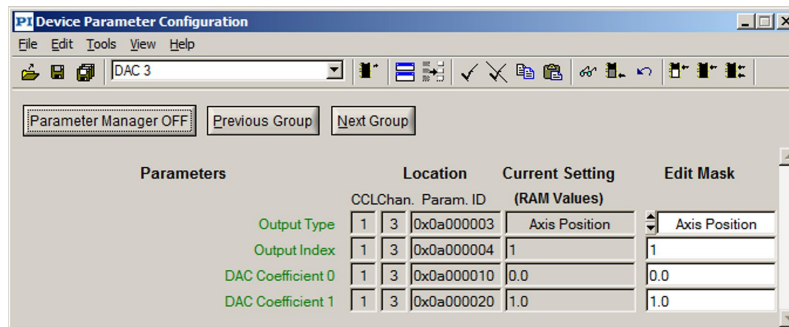 PI Device Parameter Configuration
File Edit Tools View Help
DAC 3
Parameter Manager OFF Previous Group Next Group
Parameters Location Current Setting Edit Mask
CCL Chan. Param. ID (RAM Values)
Output Type 1 3 0x0a000003 Axis Position Axis Position
Output Index 1 3 0x0a000004 1 1
DAC Coefficient 0 1 3 0x0a000010 0.0 0.0
DAC Coefficient 1 1 3 0x0a000020 1.0 1.0